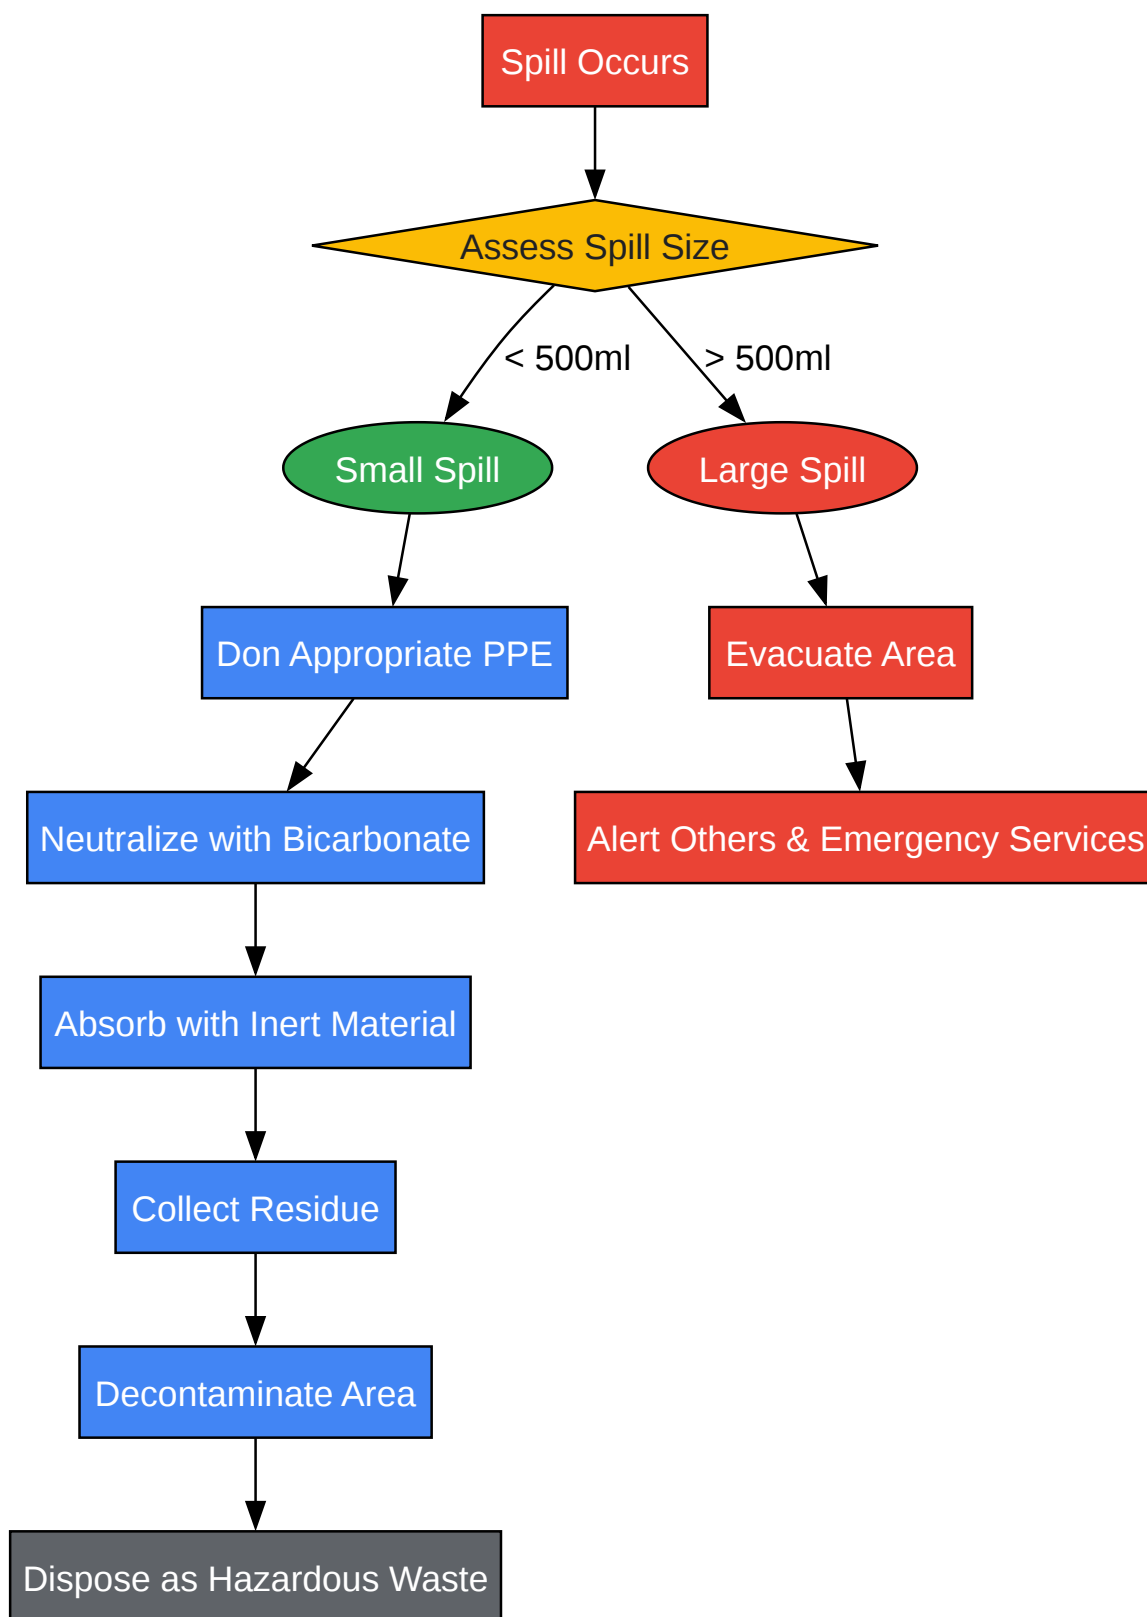 Spill Occurs
Assess Spill Size
< 500ml
> 500ml
Small Spill
Large Spill
Don Appropriate PPE
Evacuate Area
Neutralize with Bicarbonate
Alert Others & Emergency Services
Absorb with Inert Material
Collect Residue
Decontaminate Area
Dispose as Hazardous Waste